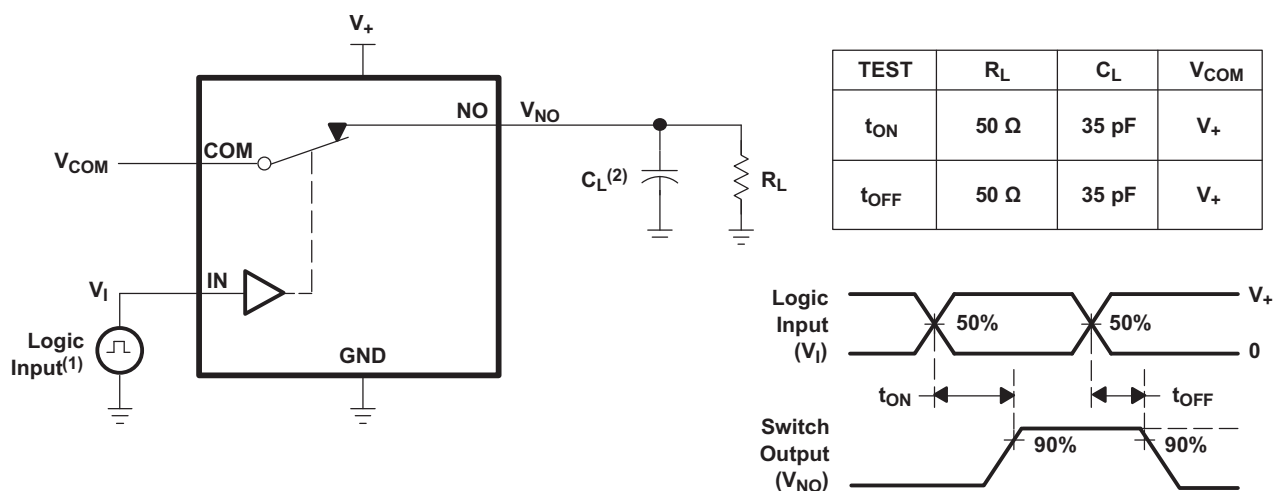 V+
NO
VNO
COM
VCOM
CL(2)
RL
IN
VI
Logic
Input(1)
GND
TEST RL CL VCOM
tON 50 Ω 35 pF V+
tOFF 50 Ω 35 pF V+
Logic
Input
(VI)
50%
50%
V+
0
tON
tOFF
Switch
Output
(VNO)
90%
90%